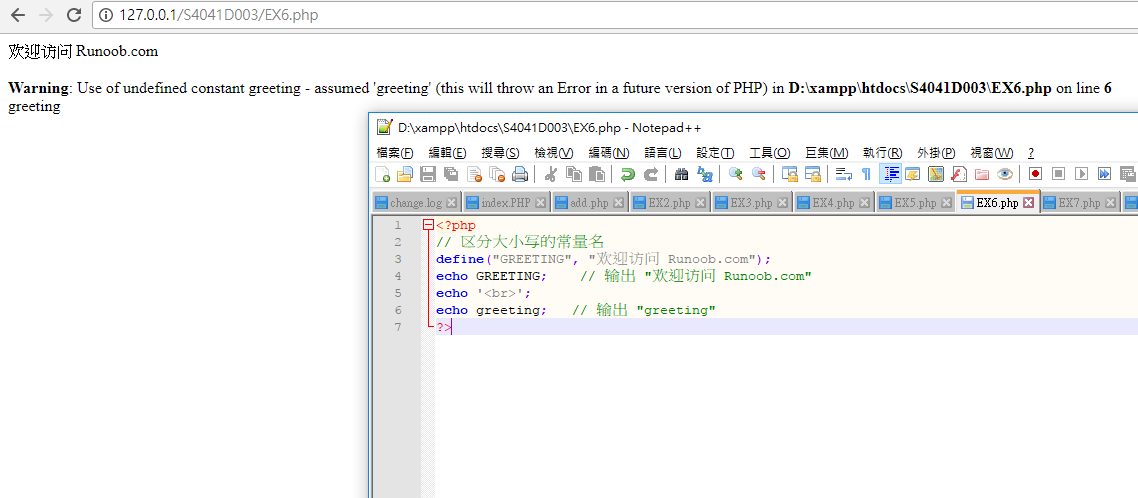 127.0.0.1/S4041D003/EX6.php
欢迎访问 Runoob.com
Warning: Use of undefined constant greeting - assumed 'greeting' (this will throw an Error in a future version of PHP) in D:\xampp\htdocs\S4041D003\EX6.php on line 6
greeting
D:\xampp\htdocs\S4041D003\EX6.php - Notepad++
檔案(F) 編輯(E) 搜尋(S) 檢視(V) 編碼(N) 語言(L) 設定(T) 工具(O) 巨集(M) 執行(R) 外掛(P) 視窗(W) ?
change.log index.PHP add.php EX2.php EX3.php EX4.php EX5.php EX6.php EX7.php
1 <?php
2 // 区分大小写的常量名
3 define("GREETING", "欢迎访问 Runoob.com");
4 echo GREETING;    // 输出 "欢迎访问 Runoob.com"
5 echo '<br>';
6 echo greeting;   // 输出 "greeting"
7 ?>